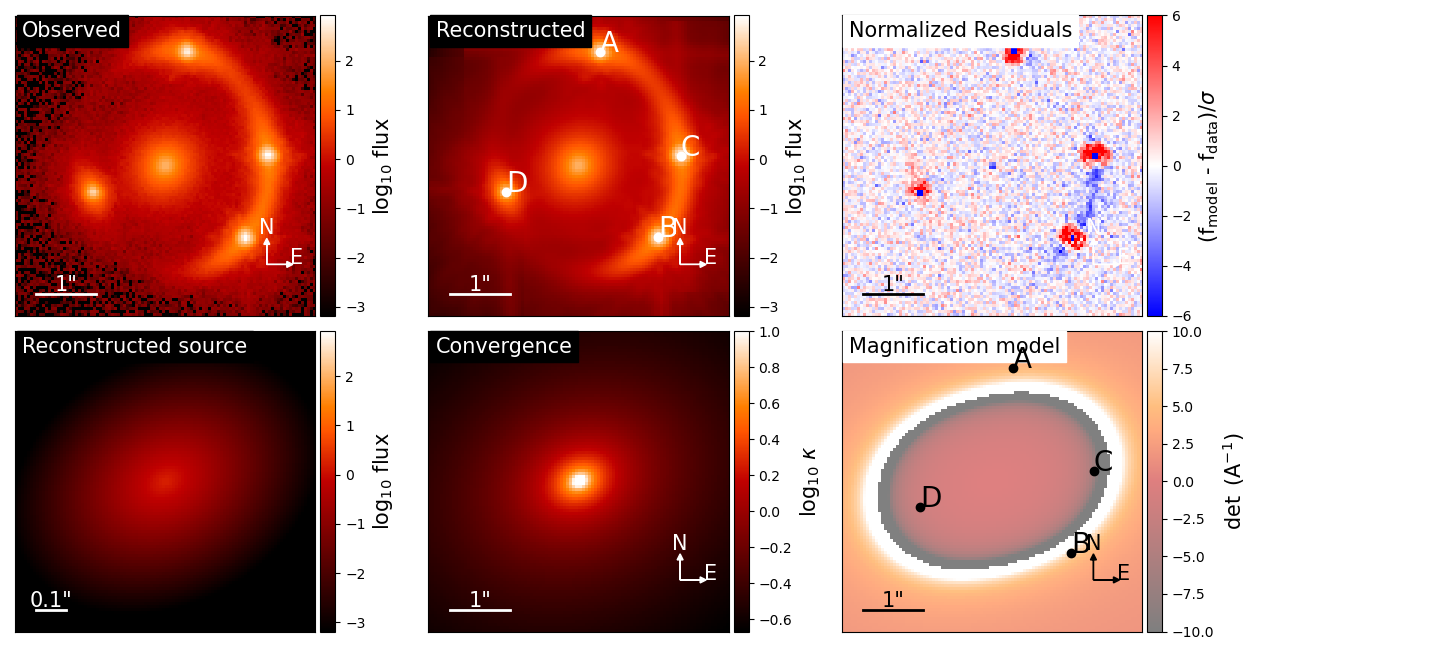 Observed
N
E
1"
2
1
0
−1
−2
−3
log₁₀ flux
Reconstructed
A
C
D
B
N
E
1"
2
1
0
−1
−2
−3
log₁₀ flux
Normalized Residuals
1"
6
4
2
0
−2
−4
−6
(f_model - f_data)/σ
Reconstructed source
0.1"
2
1
0
−1
−2
−3
log₁₀ flux
Convergence
N
E
1"
1.0
0.8
0.6
0.4
0.2
0.0
−0.2
−0.4
−0.6
log₁₀ κ
Magnification model
A
C
D
B
N
E
1"
10.0
7.5
5.0
2.5
0.0
−2.5
−5.0
−7.5
−10.0
det (A⁻¹)